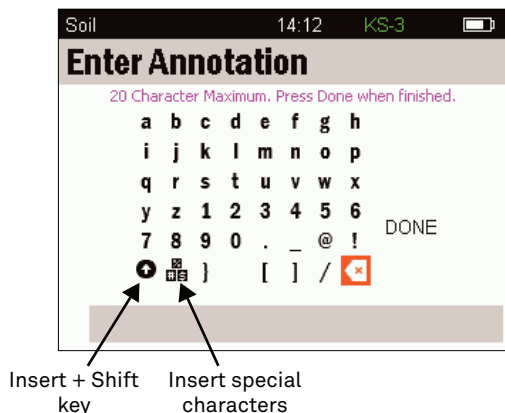 Soil 14:12 KS-3
Enter Annotation
20 Character Maximum. Press Done when finished.
a b c d e f g h
i j k l m n o p
q r s t u v w x
y z 1 2 3 4 5 6
DONE
7 8 9 0 . _ @ !
% # S } [ ] / ×
Insert + Shift key
Insert special characters